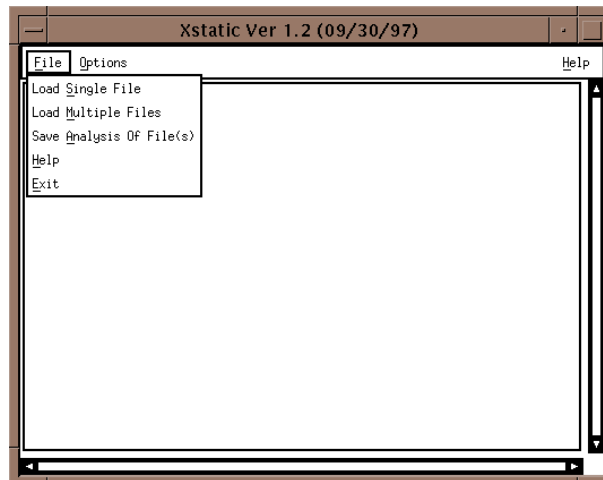 Xstatic Ver 1.2 (09/30/97)
File Options Help
Load Single File
Load Multiple Files
Save Analysis Of File(s)
Help
Exit